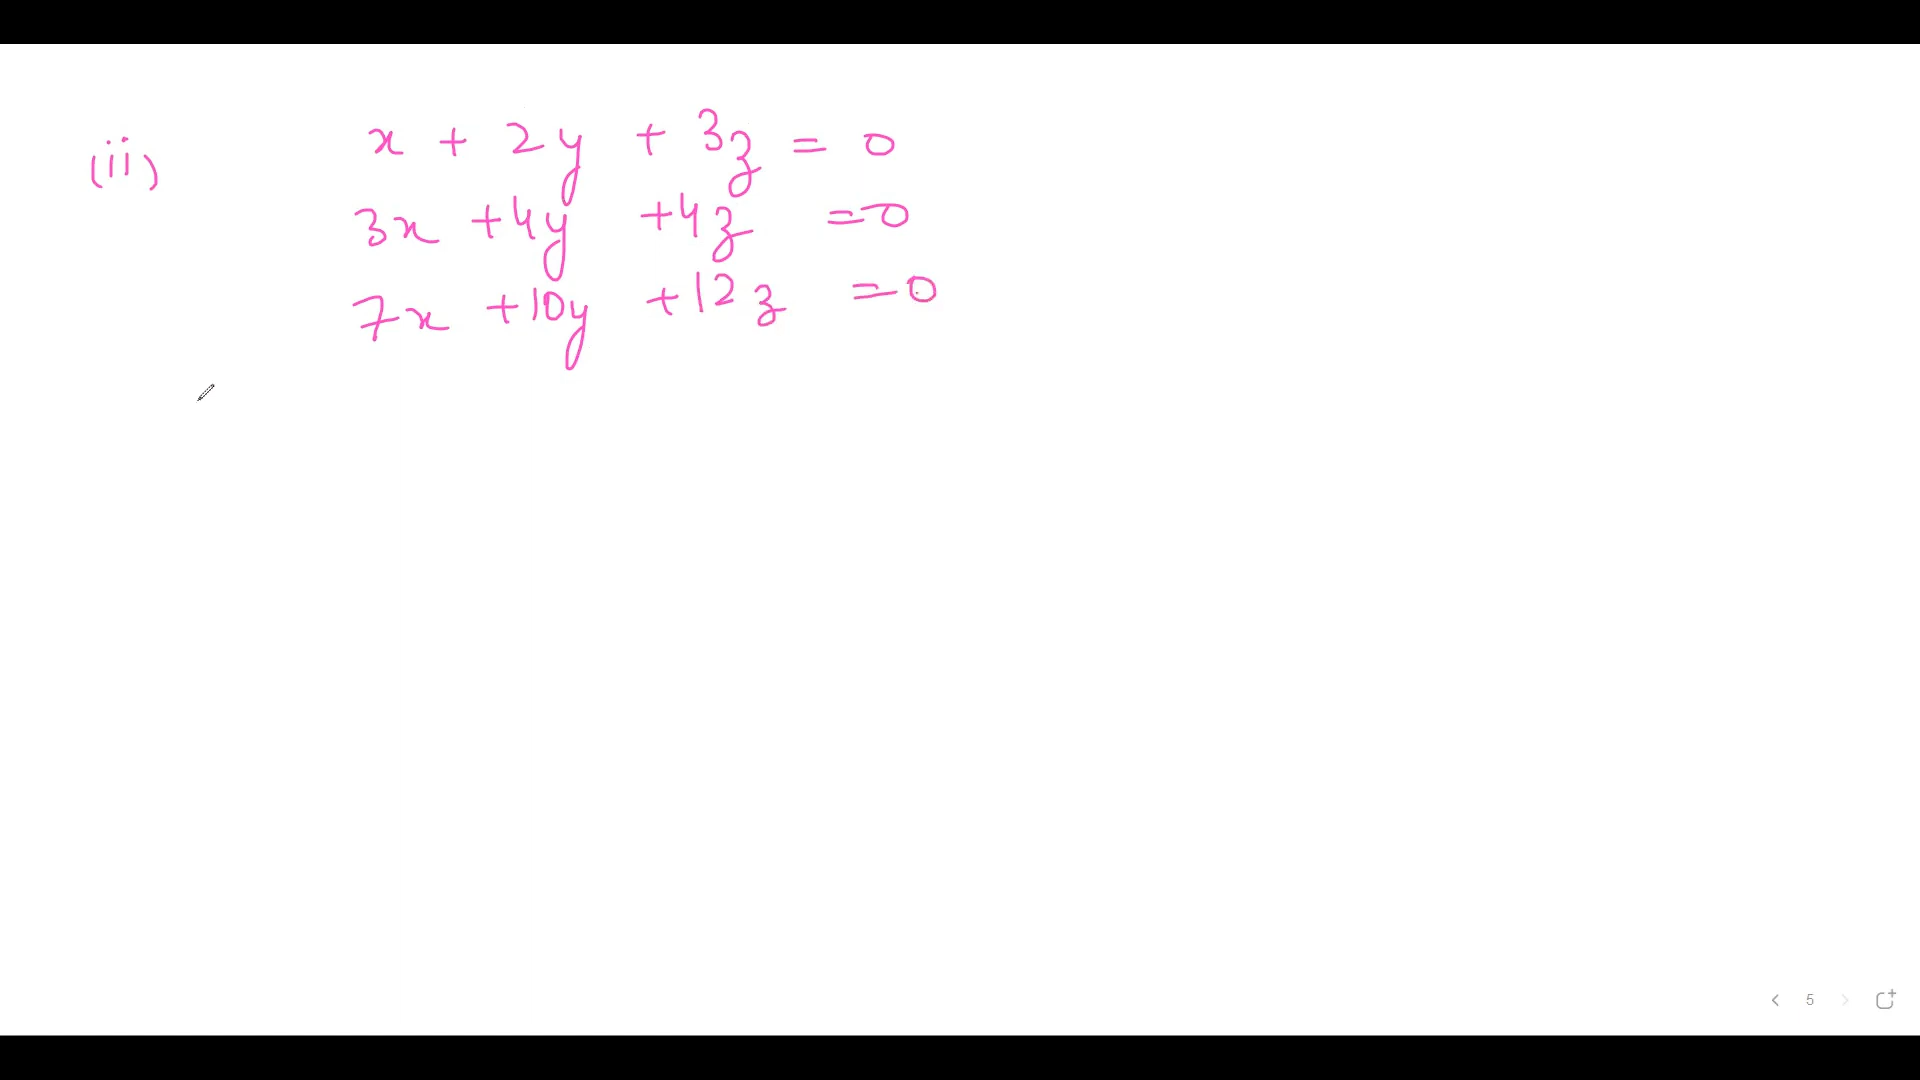 (ii) x + 2y + 3z = 0
3x + 4y + 4z = 0
7x + 10y + 12z = 0
5